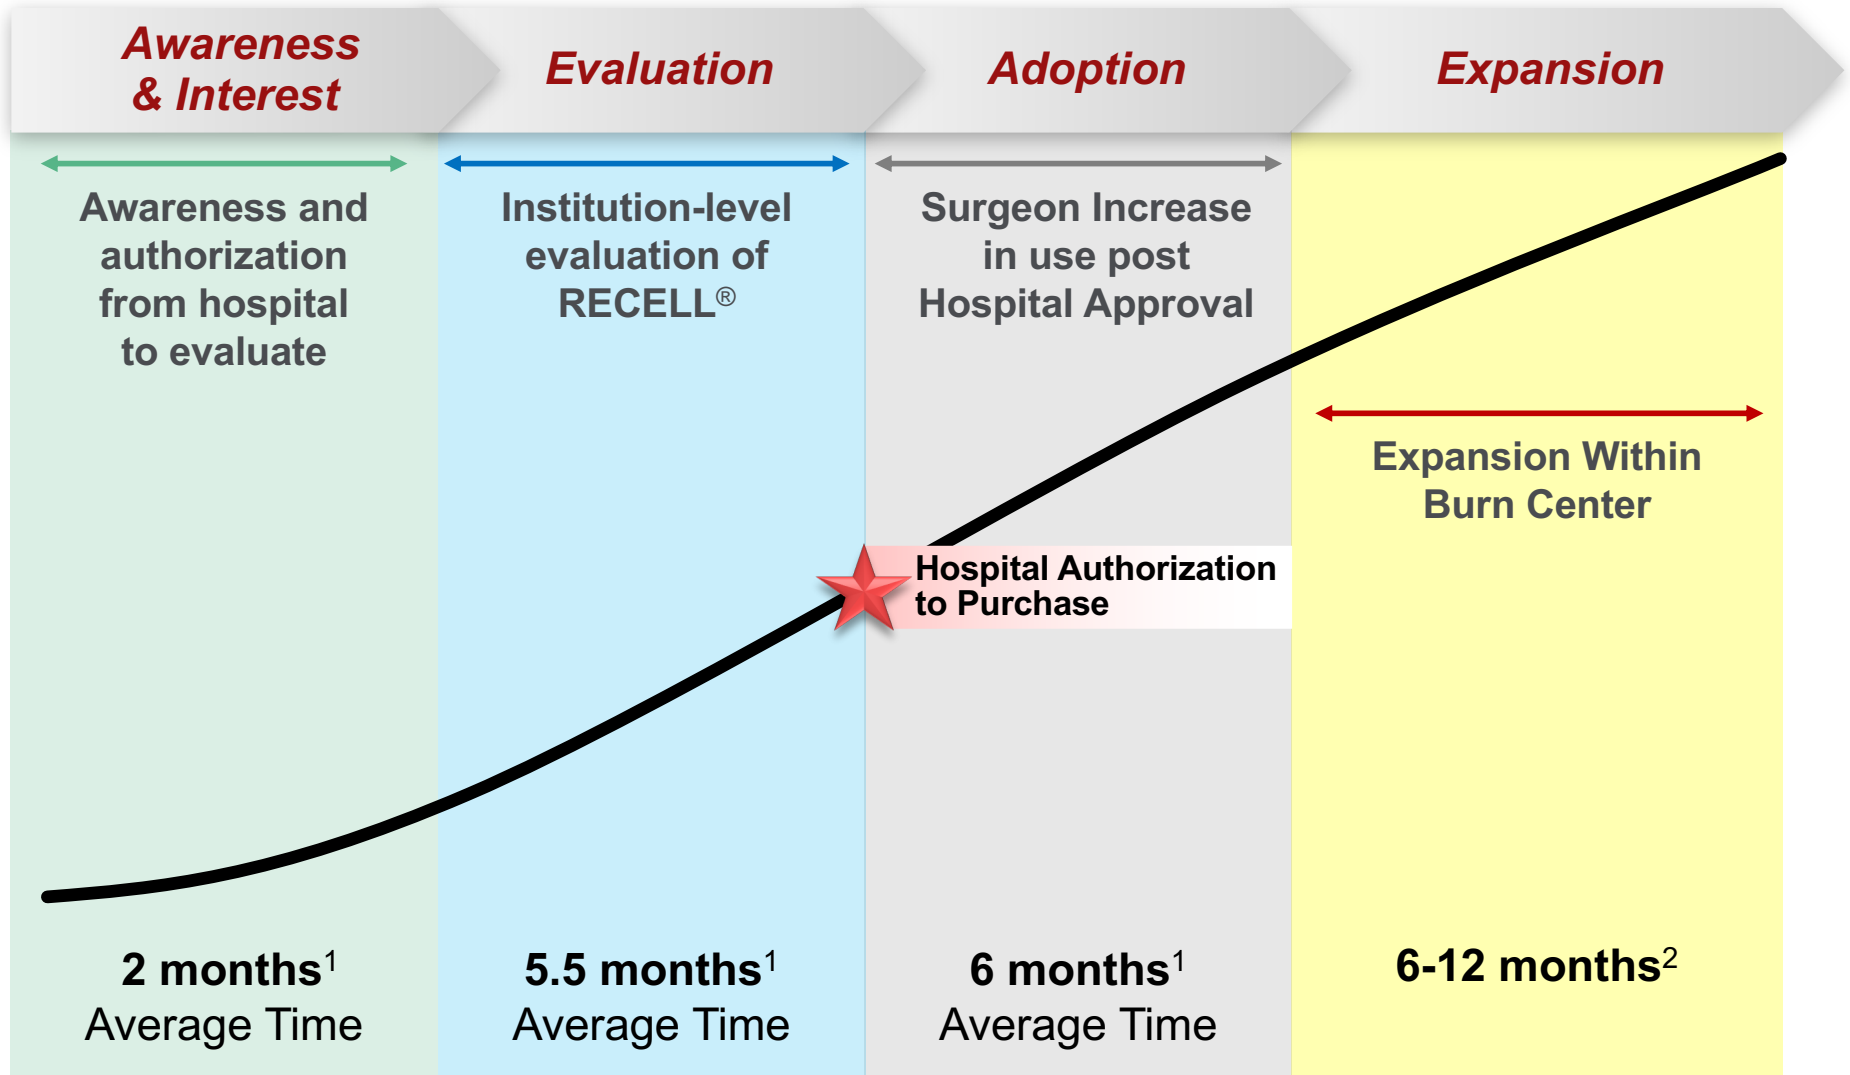 Awareness
& Interest
Evaluation
Adoption
Expansion
Awareness and
authorization
from hospital
to evaluate
Institution-level
evaluation of
RECELL®
Surgeon Increase
in use post
Hospital Approval
Expansion Within
Burn Center
Hospital Authorization
to Purchase
2 months¹
Average Time
5.5 months¹
Average Time
6 months¹
Average Time
6-12 months²